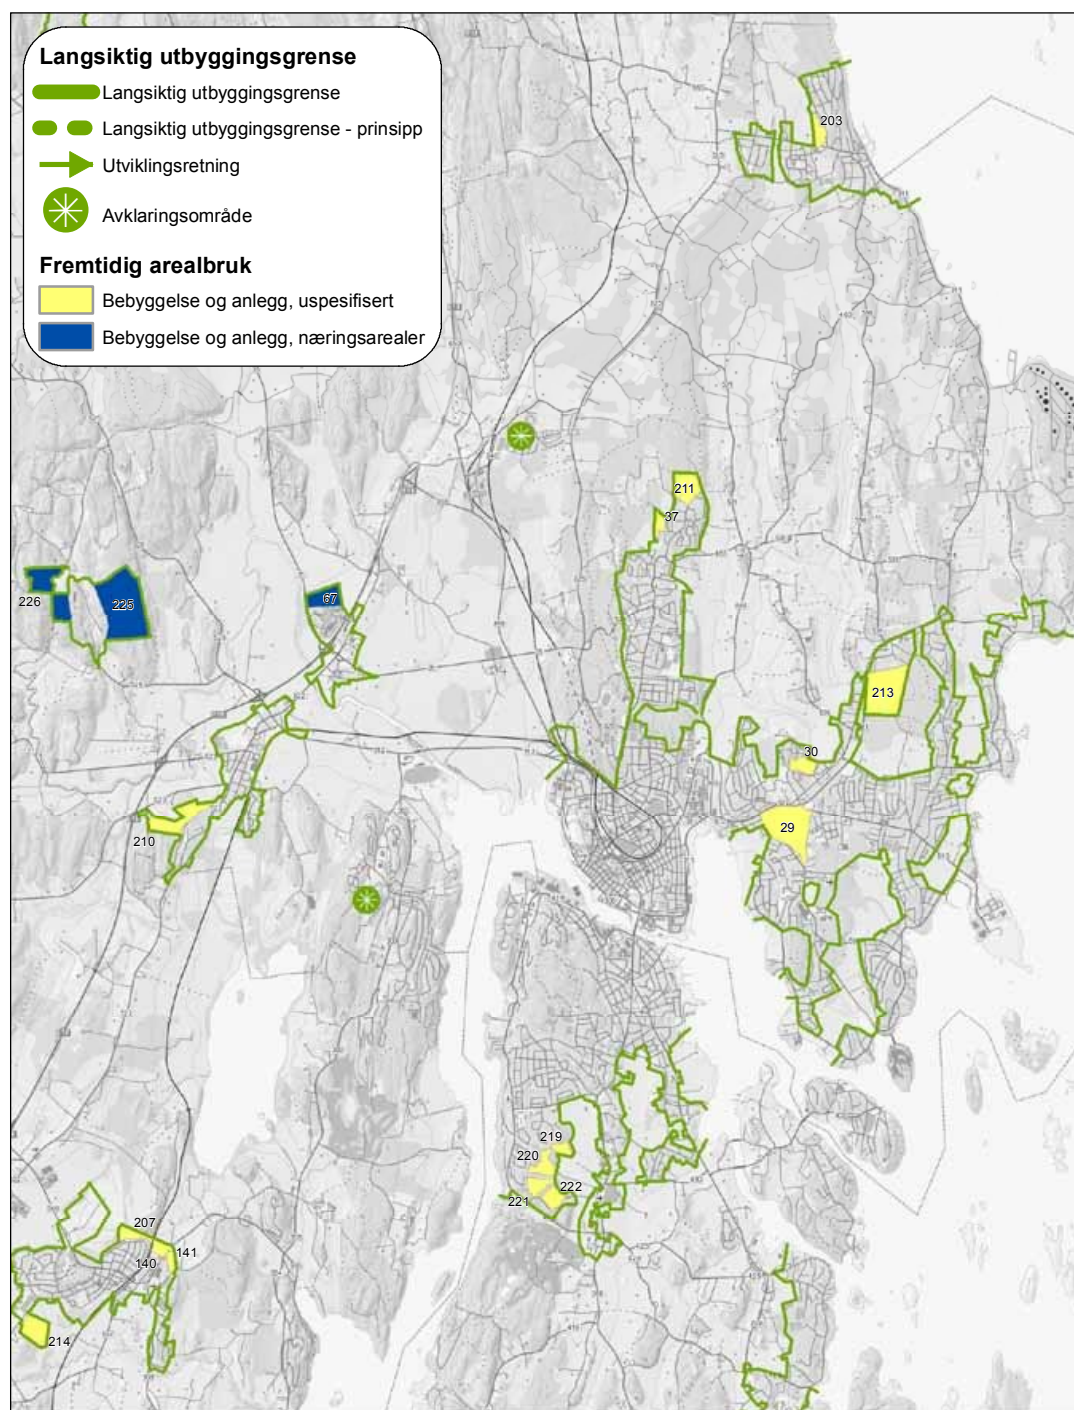 Langsiktig utbyggingsgrense
Langsiktig utbyggingsgrense
Langsiktig utbyggingsgrense - prinsipp
Utviklingsretning
Avklaringsområde
Fremtidig arealbruk
Bebyggelse og anlegg, uspesifisert
Bebyggelse og anlegg, næringsarealer
203
211
37
226
225
67
213
30
29
210
219
220
221
222
207
141
140
214